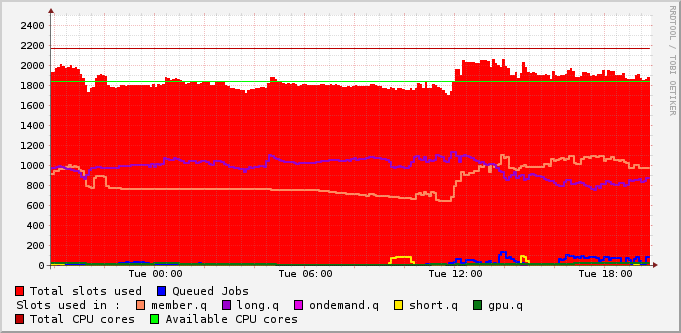 2400
2200
2000
1800
1600
1400
1200
1000
800
600
400
200
0
Tue 00:00 Tue 06:00 Tue 12:00 Tue 18:00
RRDTOOL / TOBI OETIKER
Total slots used Queued Jobs
Slots used in : member.q long.q ondemand.q short.q gpu.q
Total CPU cores Available CPU cores